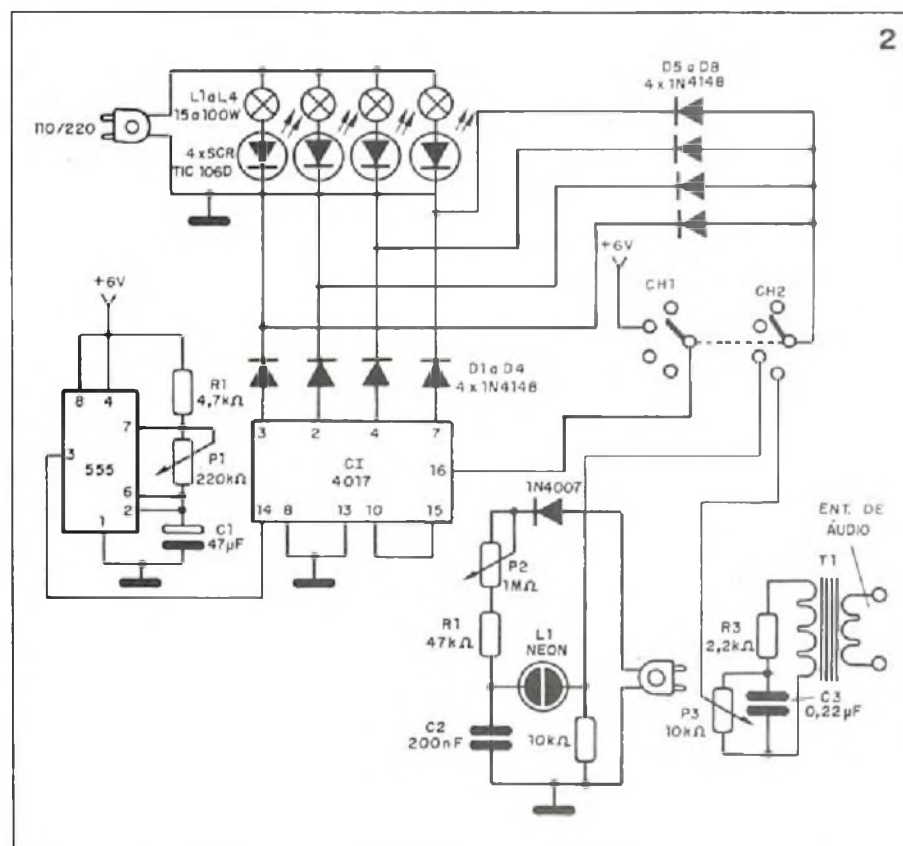 2
D5 a D8
4 x 1N4148
L1 a L4
15 a 100W
110/220
4 x SCR
TIC 106D
+6V
+6V
CH1
CH2
D1 a D4
4 x 1N4148
R1
4,7kΩ
8
4
7
3
555
P1
220kΩ
6
2
1
C1
47µF
3
2
4
7
CI
4017
16
14
8
13
10
15
1N4007
P2
1MΩ
R1
47kΩ
L1
NEON
C2
200nF
10kΩ
ENT. DE
ÁUDIO
T1
R3
2,2kΩ
C3
0,22µF
P3
10kΩ